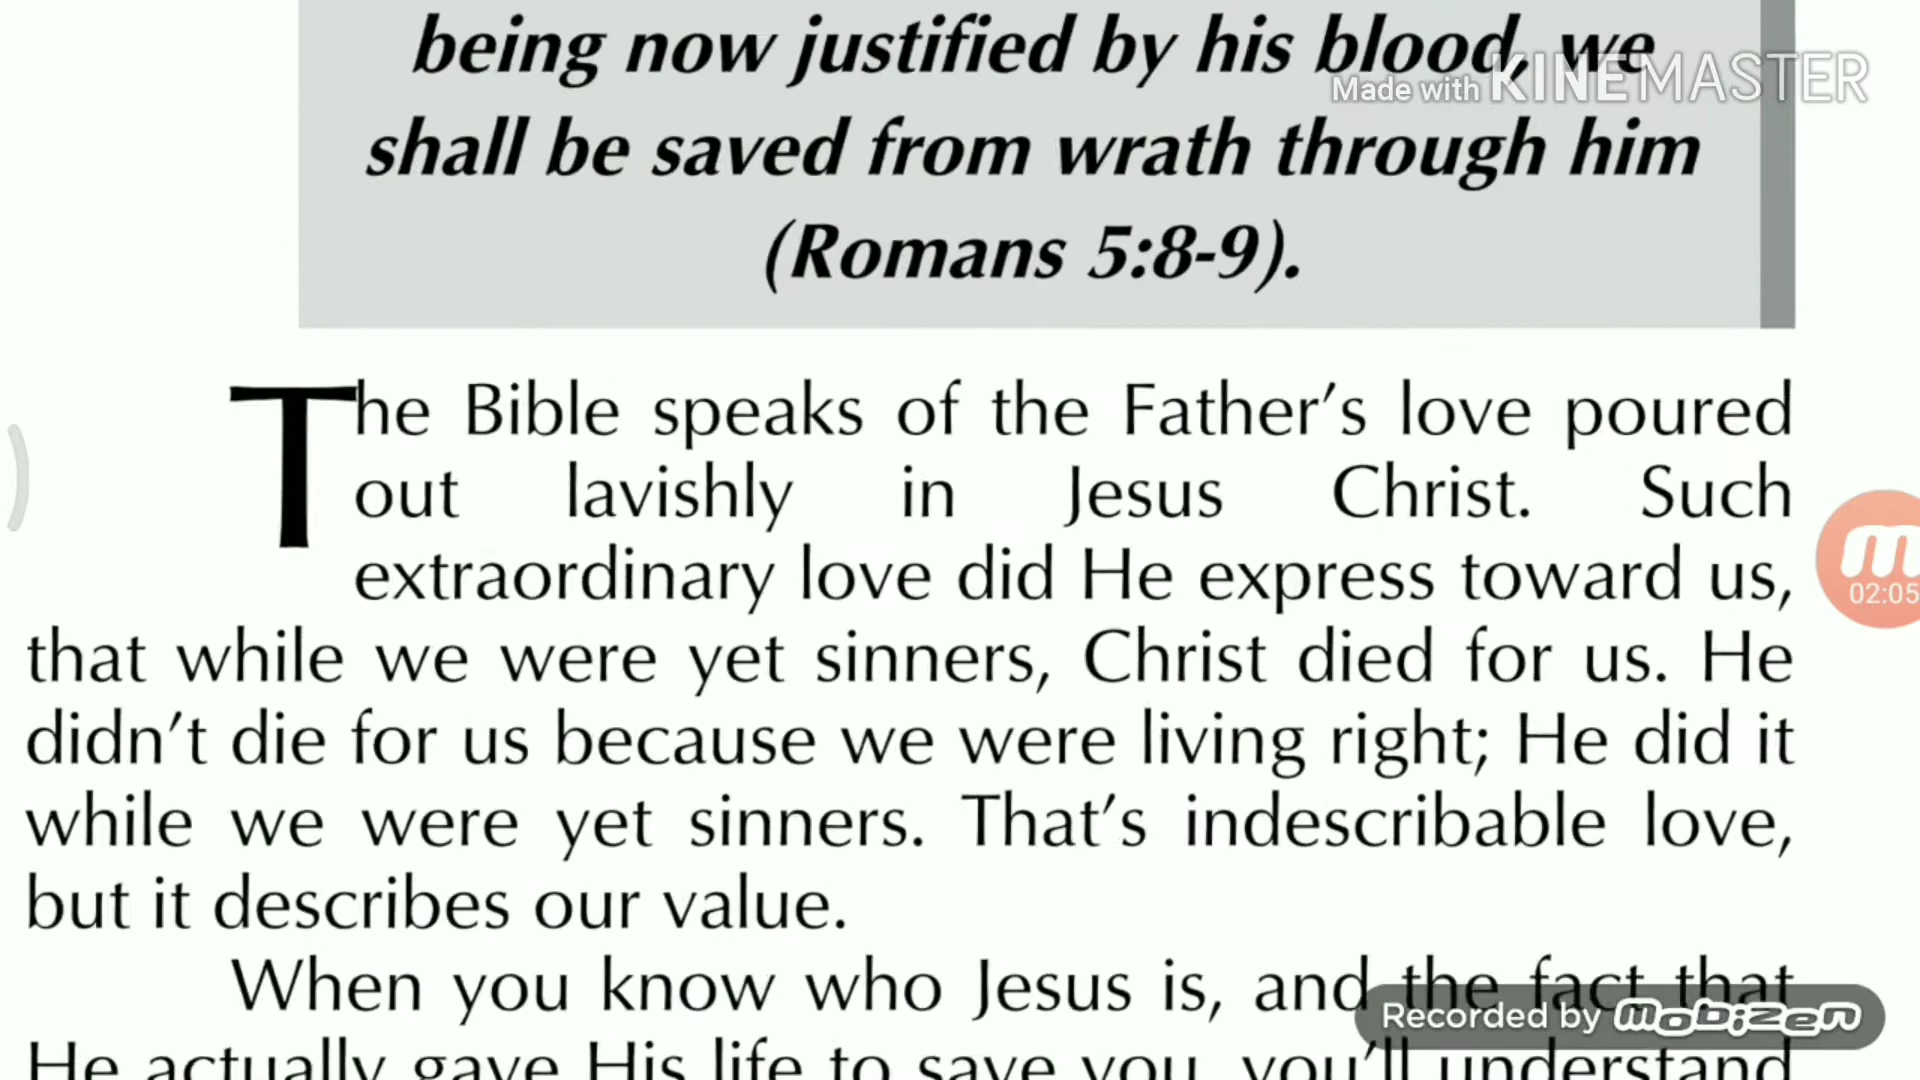 being now justified by his blood, we
Made with KINEMASTER
shall be saved from wrath through him
(Romans 5:8-9).
The Bible speaks of the Father’s love poured
out lavishly in Jesus Christ. Such
extraordinary love did He express toward us,
02:05
that while we were yet sinners, Christ died for us. He
didn’t die for us because we were living right; He did it
while we were yet sinners. That’s indescribable love,
but it describes our value.
When you know who Jesus is, and the fact that
Recorded by mobizen
He actually gave His life to save you, you’ll understand